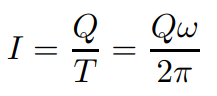 I = Q/T = Qω/2π